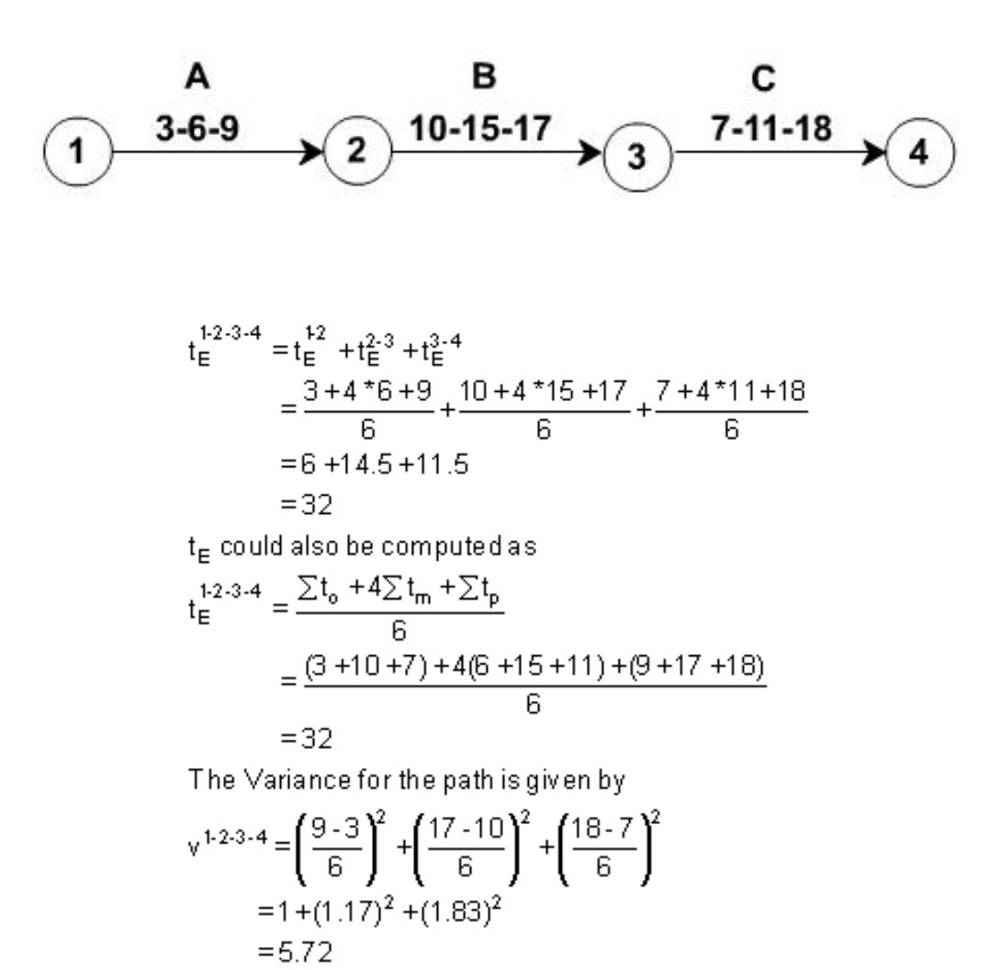 A B C
3-6-9 10-15-17 7-11-18
1 2 3 4
t_E^1-2-3-4 = t_E^1-2 + t_E^2-3 + t_E^3-4
= (3+4*6+9)/6 + (10+4*15+17)/6 + (7+4*11+18)/6
=6+14.5+11.5
=32
t_E could also be computed as
t_E^1-2-3-4 = (∑t_o + 4∑t_m + ∑t_p)/6
= ((3+10+7)+4(6+15+11)+(9+17+18))/6
=32
The Variance for the path is given by
v^1-2-3-4 = ((9-3)/6)² + ((17-10)/6)² + ((18-7)/6)²
=1+(1.17)²+(1.83)²
=5.72